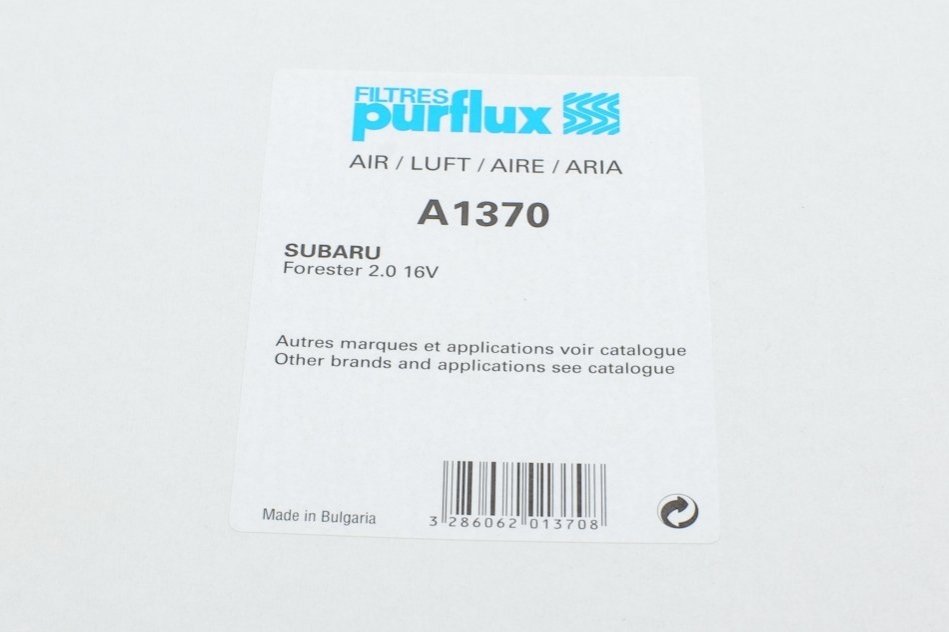 FILTRES
purflux
AIR / LUFT / AIRE / ARIA
A1370
SUBARU
Forester 2.0 16V
Autres marques et applications voir catalogue
Other brands and applications see catalogue
Made in Bulgaria
3 286062 013708